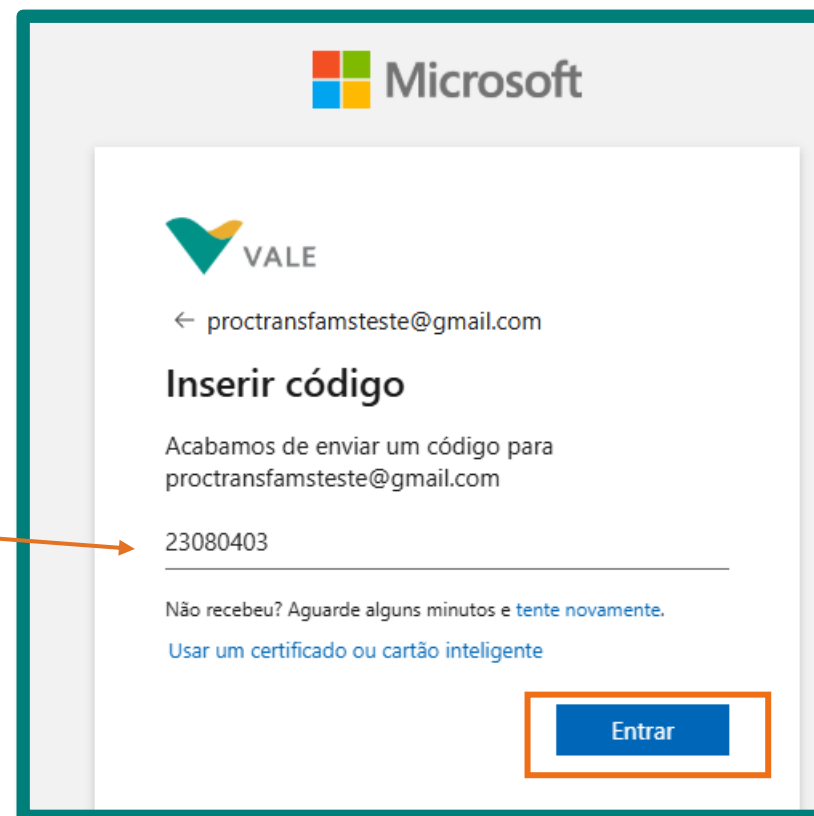 Microsoft
VALE
← proctransfamsteste@gmail.com
Inserir código
Acabamos de enviar um código para
proctransfamsteste@gmail.com
23080403
Não recebeu? Aguarde alguns minutos e tente novamente.
Usar um certificado ou cartão inteligente
Entrar